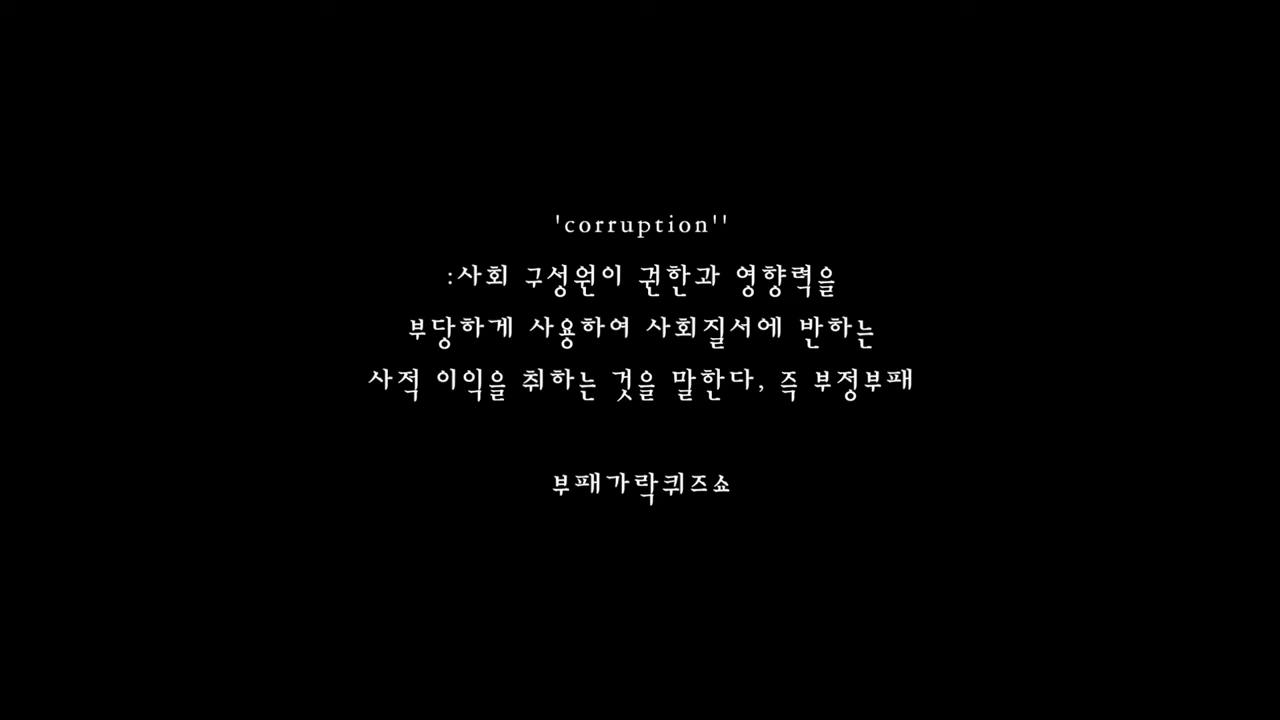 'corruption''
:사회 구성원이 권한과 영향력을
부당하게 사용하여 사회질서에 반하는
사적 이익을 취하는 것을 말한다, 즉 부정부패
부패가락퀴즈쇼